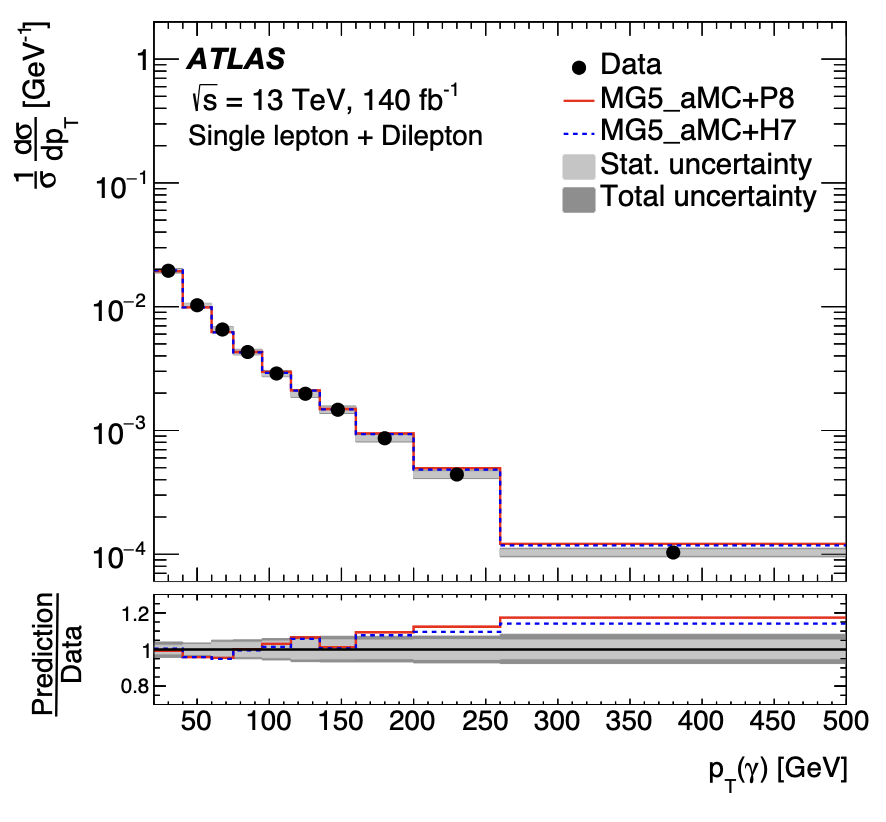 1/σ dσ/dp_T [GeV⁻¹]
ATLAS
√s = 13 TeV, 140 fb⁻¹
Single lepton + Dilepton
Data
MG5_aMC+P8
MG5_aMC+H7
Stat. uncertainty
Total uncertainty
1
10⁻¹
10⁻²
10⁻³
10⁻⁴
Prediction
Data
1.2
1
0.8
50 100 150 200 250 300 350 400 450 500
p_T(γ) [GeV]